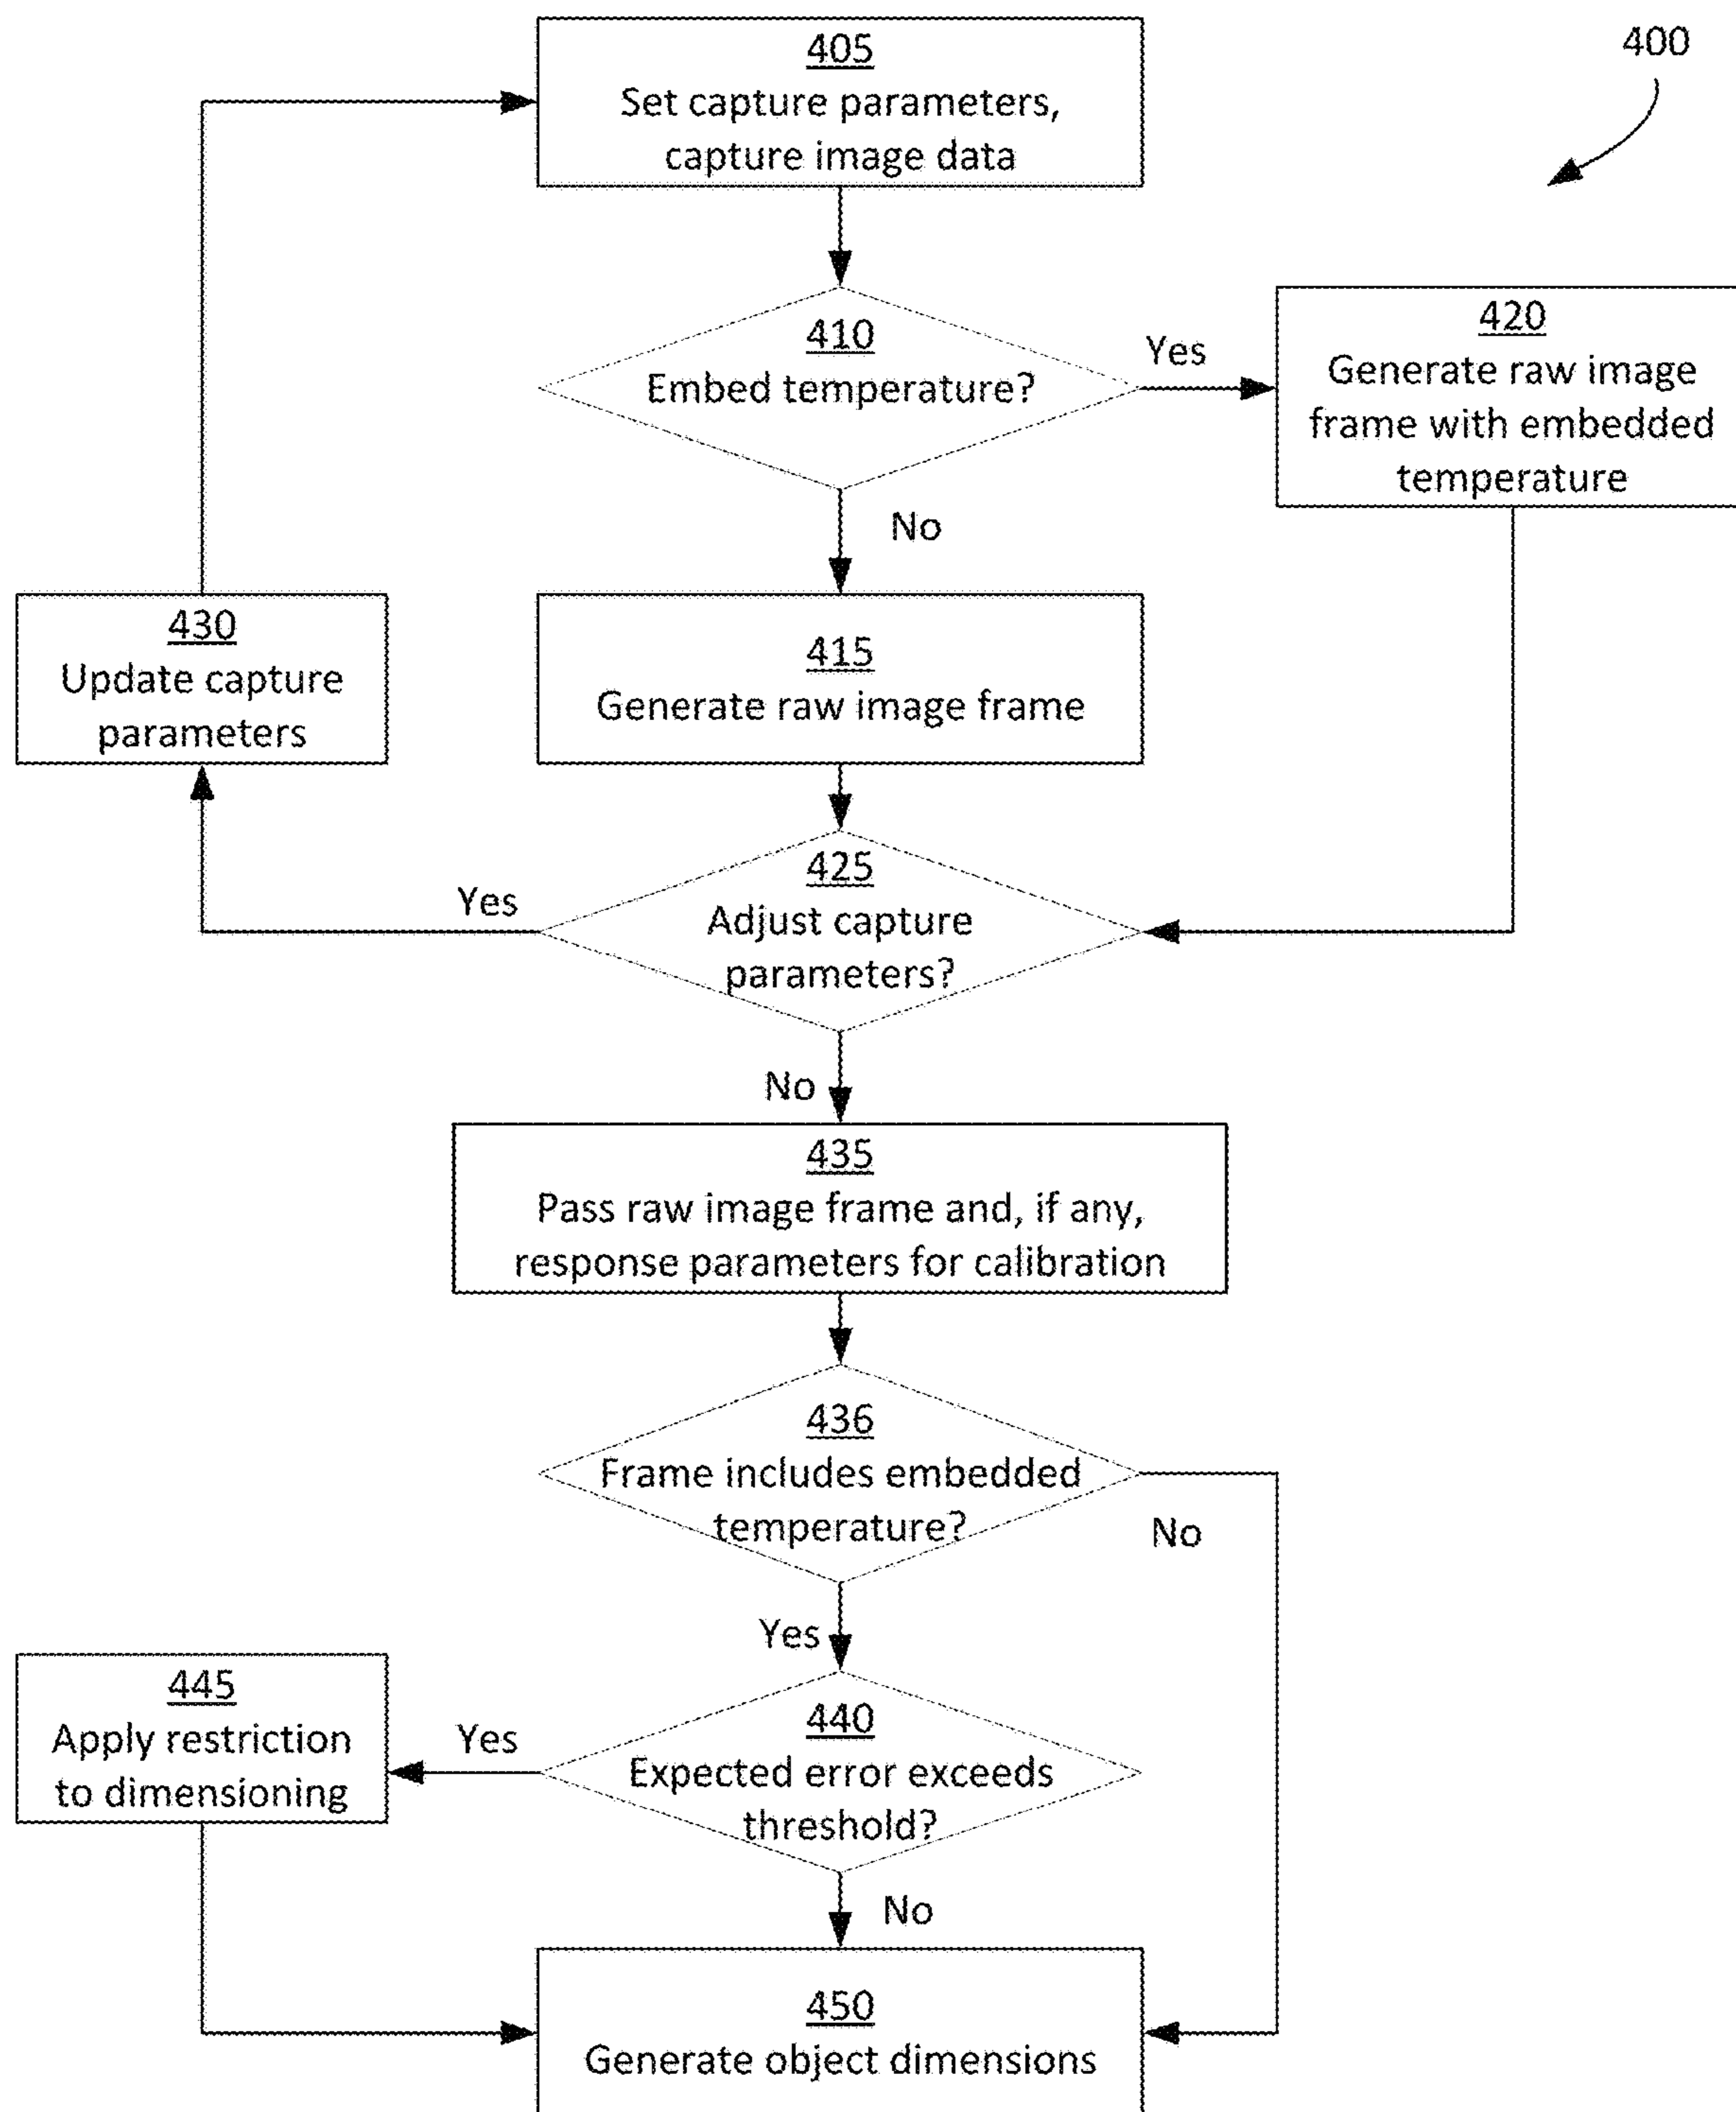 405
Set capture parameters,
capture image data
400
410
Embed temperature?
Yes
420
Generate raw image
frame with embedded
temperature
No
430
Update capture
parameters
415
Generate raw image frame
425
Adjust capture
parameters?
Yes
No
435
Pass raw image frame and, if any,
response parameters for calibration
436
Frame includes embedded
temperature?
No
Yes
445
Apply restriction
to dimensioning
Yes
440
Expected error exceeds
threshold?
No
450
Generate object dimensions